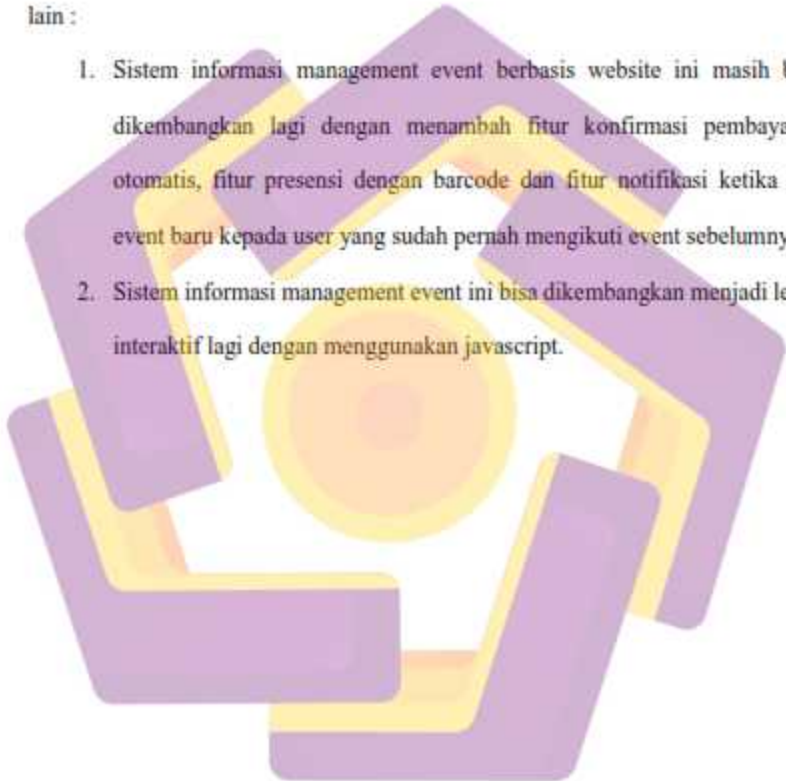 lain :
1. Sistem informasi management event berbasis website ini masih
dikembangkan lagi dengan menambah fitur konfirmasi
otomatis, fitur presensi dengan barcode dan fitur notifikasi ketika
event baru kepada user yang sudah pernah mengikuti event
2. Sistem informasi management event ini bisa dikembangkan menjadi
interaktif lagi dengan menggunakan javascript.